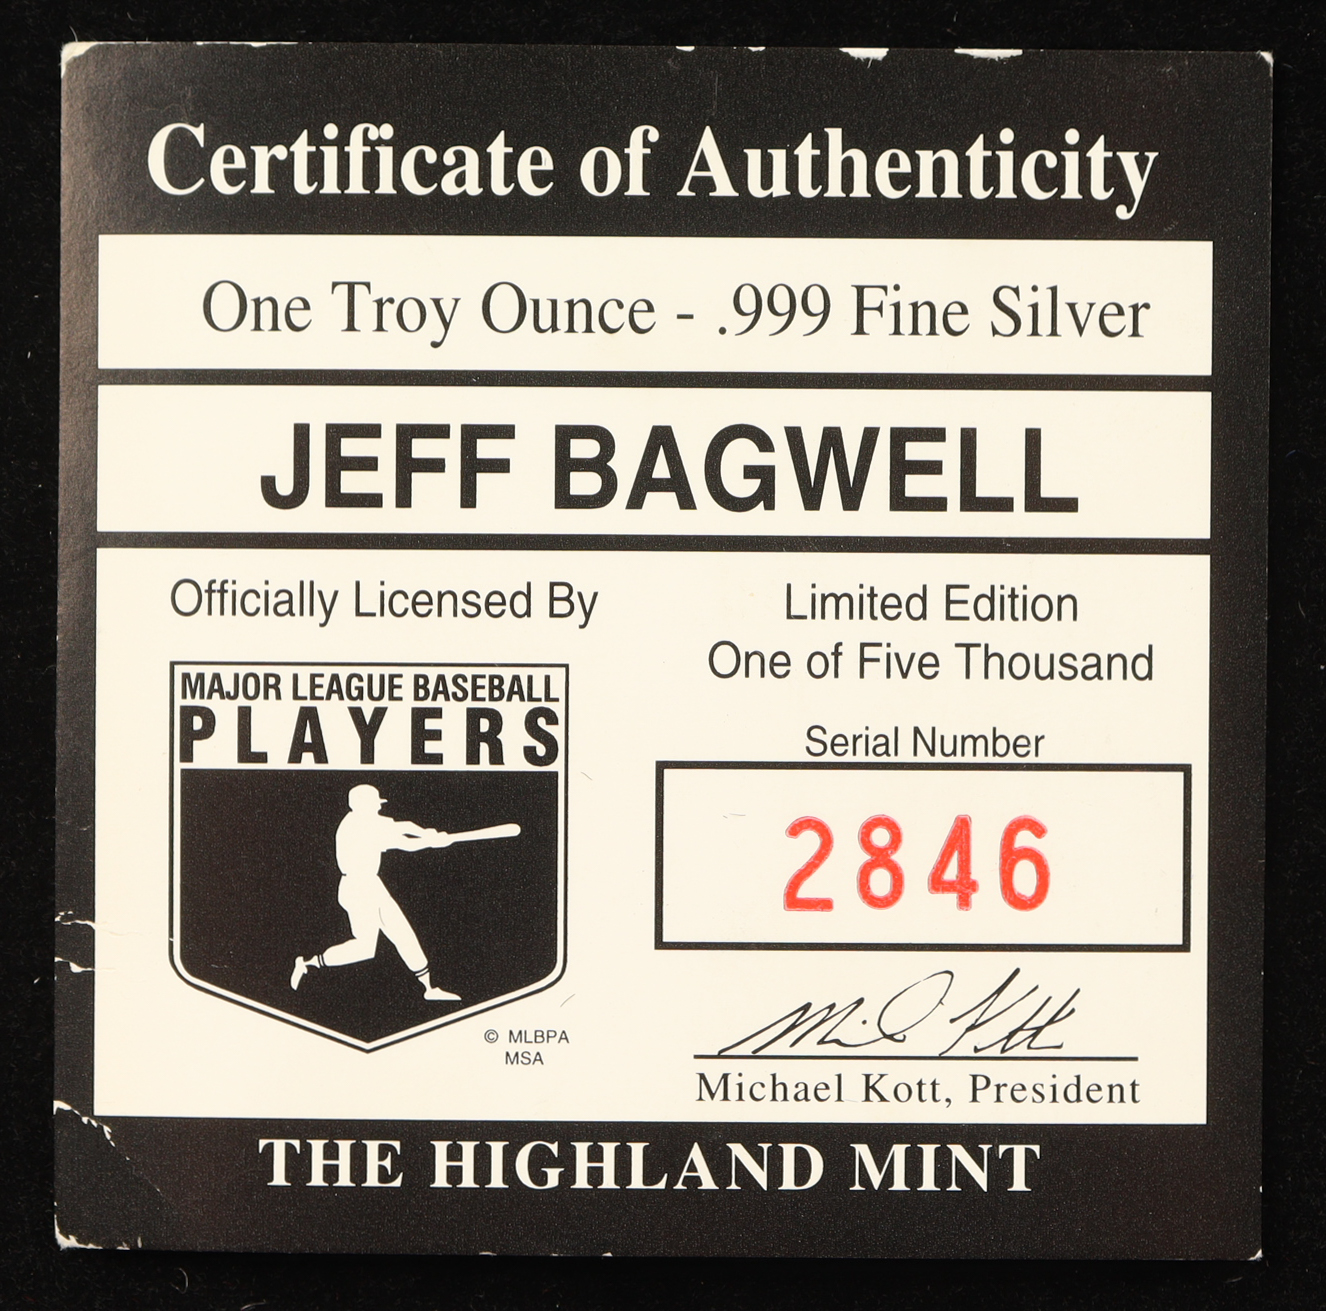 Certificate of Authenticity
One Troy Ounce - .999 Fine Silver
JEFF BAGWELL
Officially Licensed By
MAJOR LEAGUE BASEBALL
PLAYERS
© MLBPA
MSA
Limited Edition
One of Five Thousand
Serial Number
2846
Michael Kott, President
THE HIGHLAND MINT